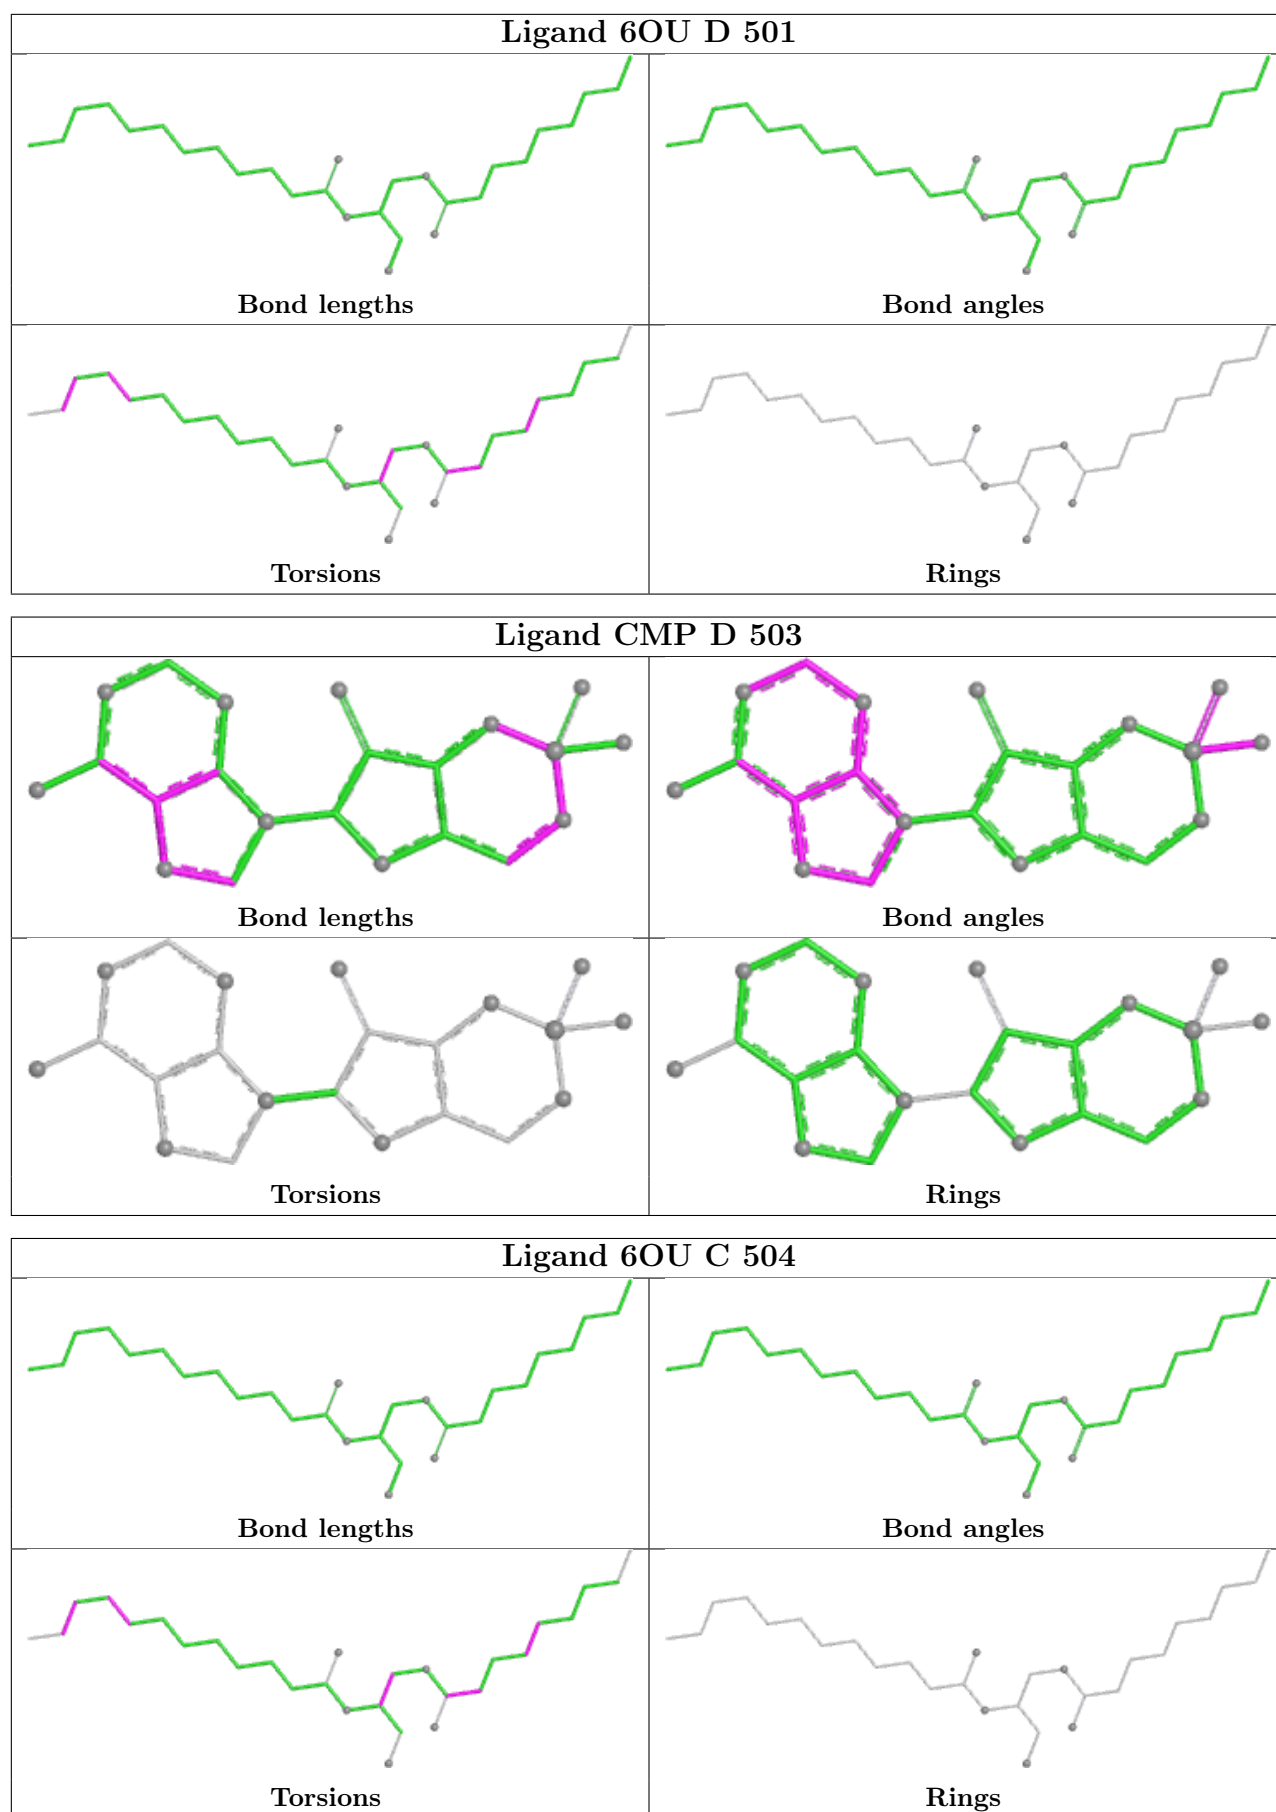 Ligand 6OU D 501
Bond lengths
Bond angles
Torsions
Rings
Ligand CMP D 503
Bond lengths
Bond angles
Torsions
Rings
Ligand 6OU C 504
Bond lengths
Bond angles
Torsions
Rings